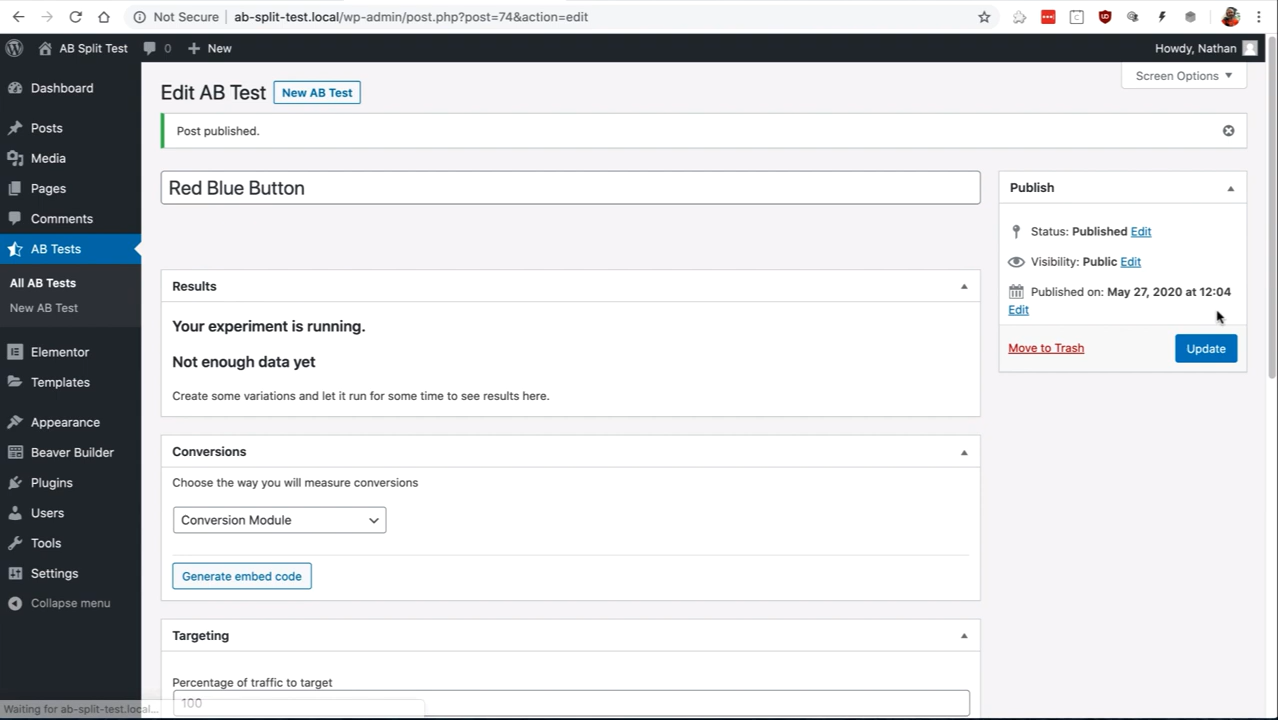 Not Secure | ab-split-test.local/wp-admin/post.php?post=74&action=edit
AB Split Test 0 New Howdy, Nathan
Dashboard
Posts
Media
Pages
Comments
AB Tests
All AB Tests
New AB Test
Elementor
Templates
Appearance
Beaver Builder
Plugins
Users
Tools
Settings
Collapse menu
Screen Options
Edit AB Test New AB Test
Post published.
Red Blue Button
Results
Your experiment is running.
Not enough data yet
Create some variations and let it run for some time to see results here.
Conversions
Choose the way you will measure conversions
Conversion Module
Generate embed code
Targeting
Percentage of traffic to target
100
Publish
Status: Published Edit
Visibility: Public Edit
Published on: May 27, 2020 at 12:04
Edit
Move to Trash Update
Waiting for ab-split-test.local...